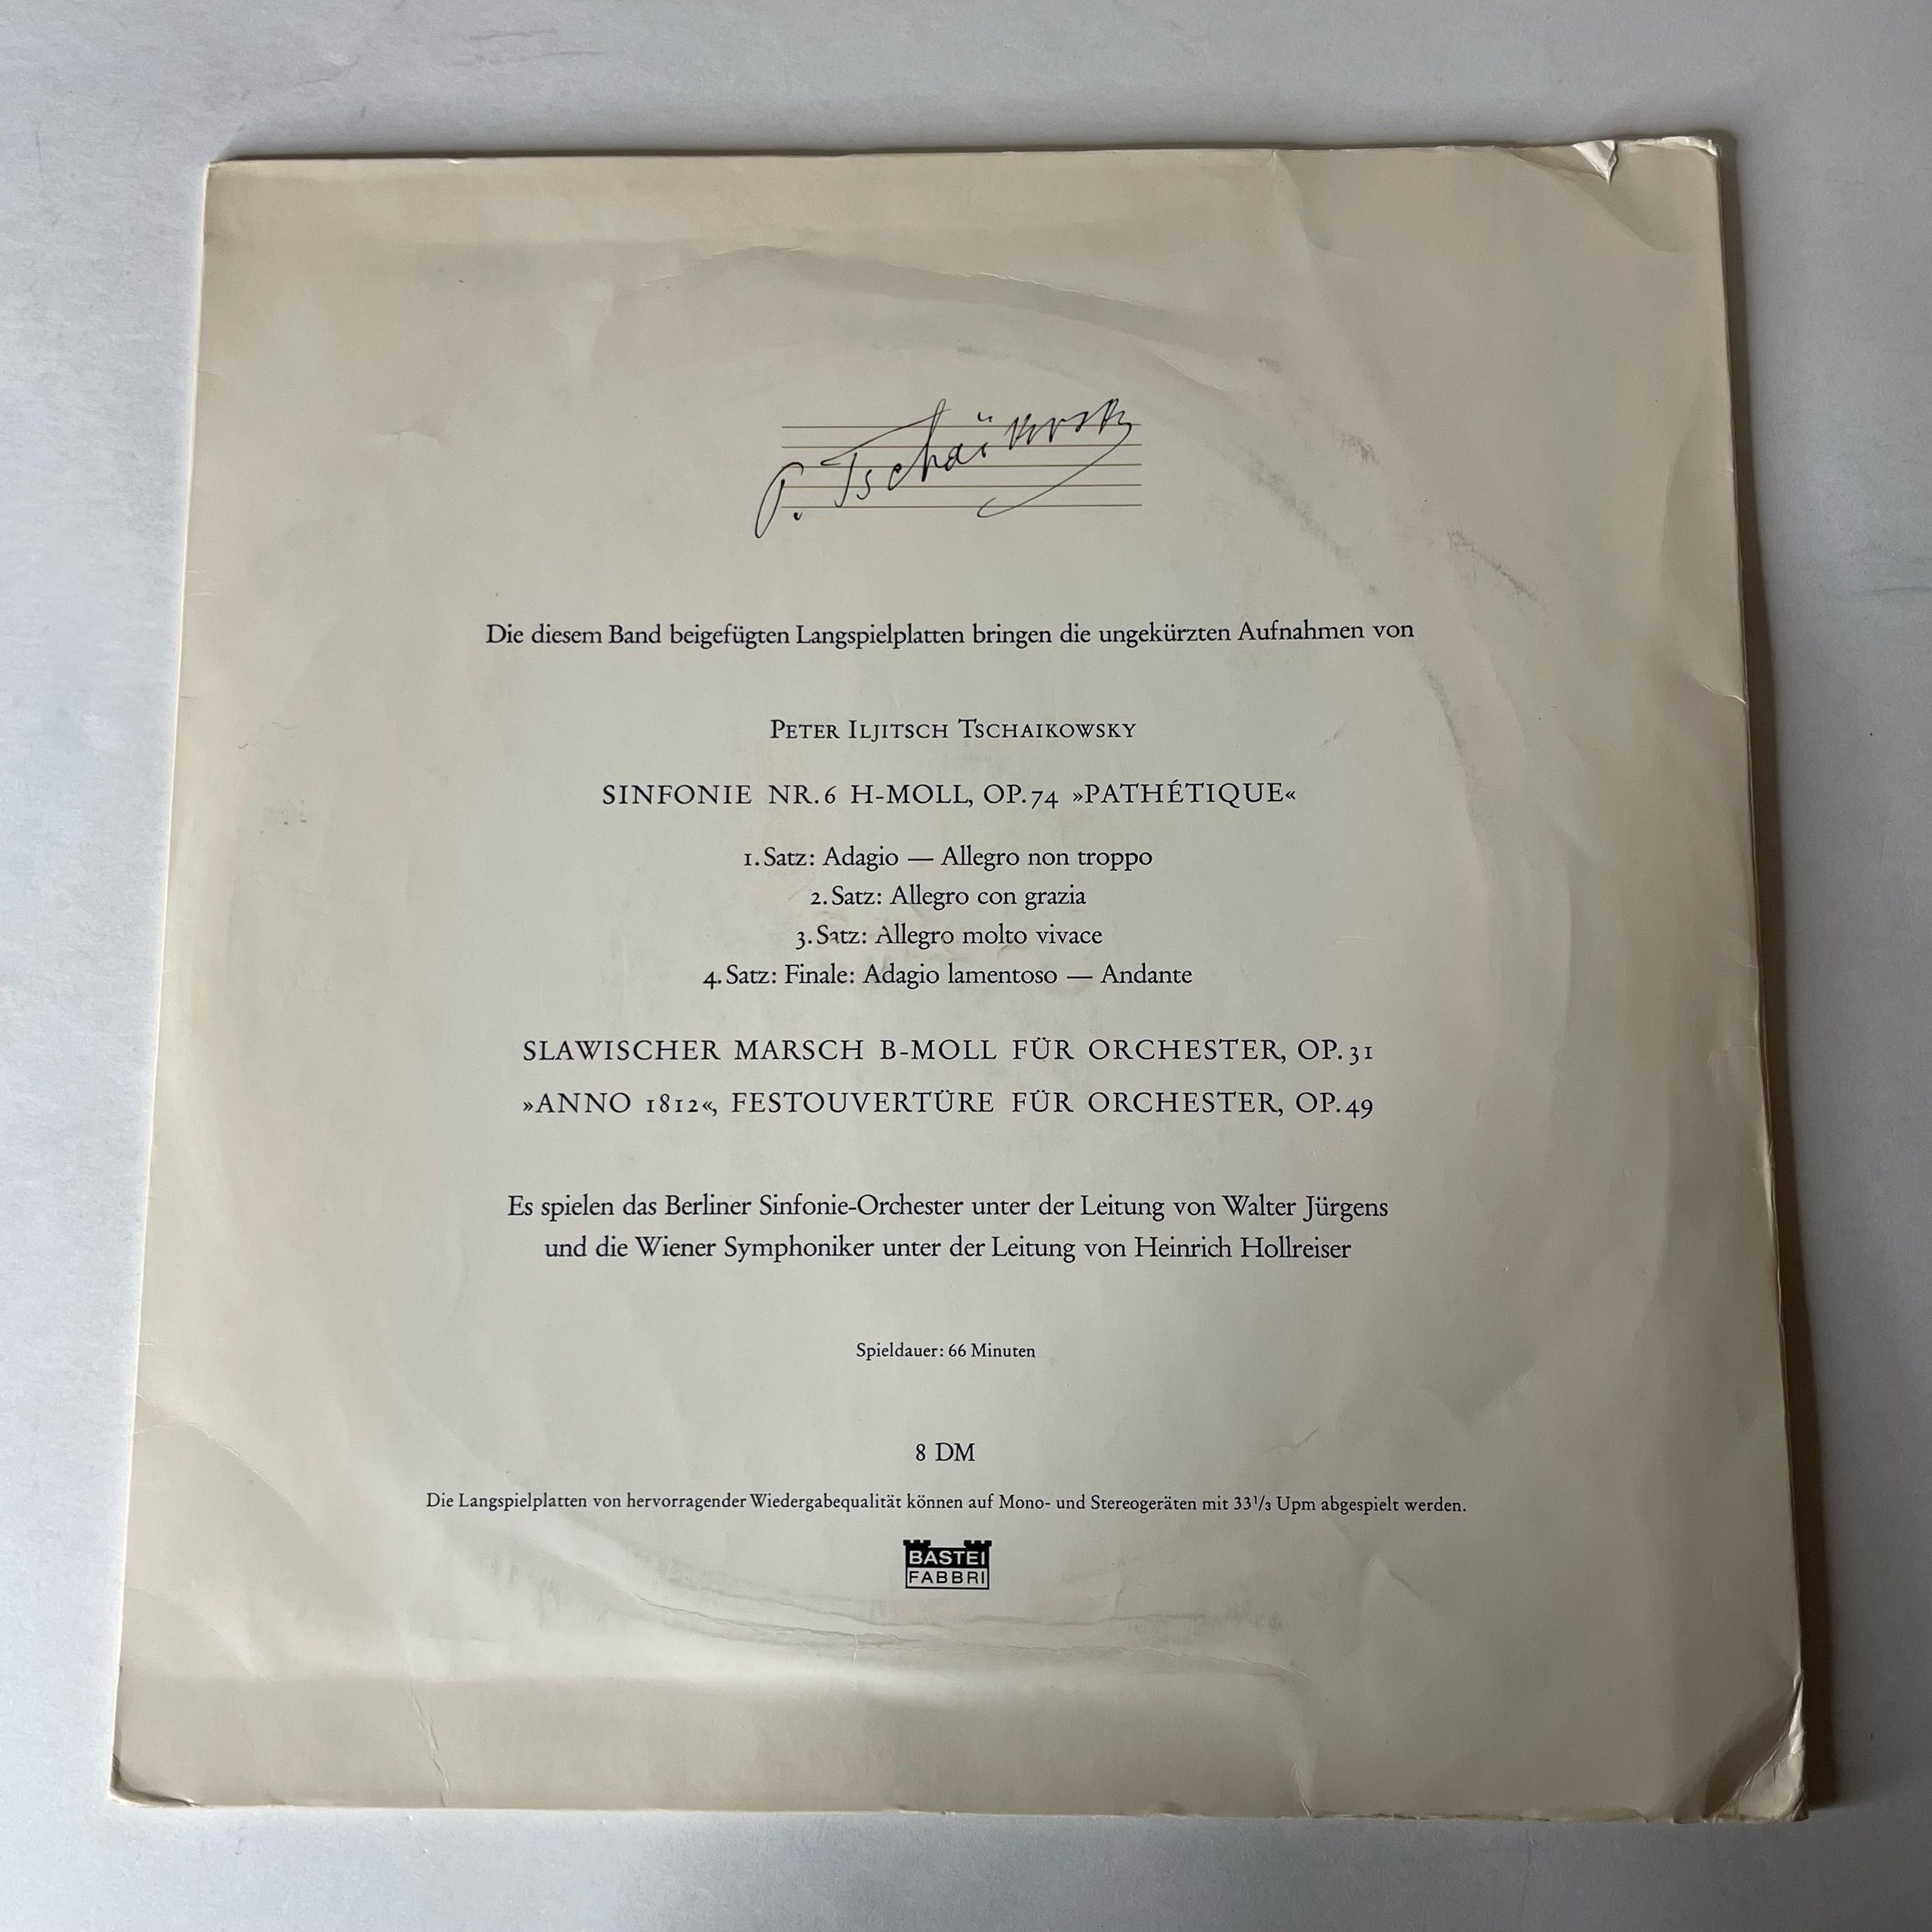 P. Tschaïkovsky
Die diesem Band beigefügten Langspielplatten bringen die ungekürzten Aufnahmen von
PETER ILJITSCH TSCHAIKOWSKY
SINFONIE NR. 6 H-MOLL, OP. 74 »PATHÉTIQUE«
1. Satz: Adagio — Allegro non troppo
2. Satz: Allegro con grazia
3. Satz: Allegro molto vivace
4. Satz: Finale: Adagio lamentoso — Andante
SLAWISCHER MARSCH B-MOLL FÜR ORCHESTER, OP. 31
»ANNO 1812«, FESTOUVERTÜRE FÜR ORCHESTER, OP. 49
Es spielen das Berliner Sinfonie-Orchester unter der Leitung von Walter Jürgens
und die Wiener Symphoniker unter der Leitung von Heinrich Hollreiser
Spieldauer: 66 Minuten
8 DM
Die Langspielplatten von hervorragender Wiedergabequalität können auf Mono- und Stereogeräten mit 33 1/3 Upm abgespielt werden.
BASTEI
FABBRI